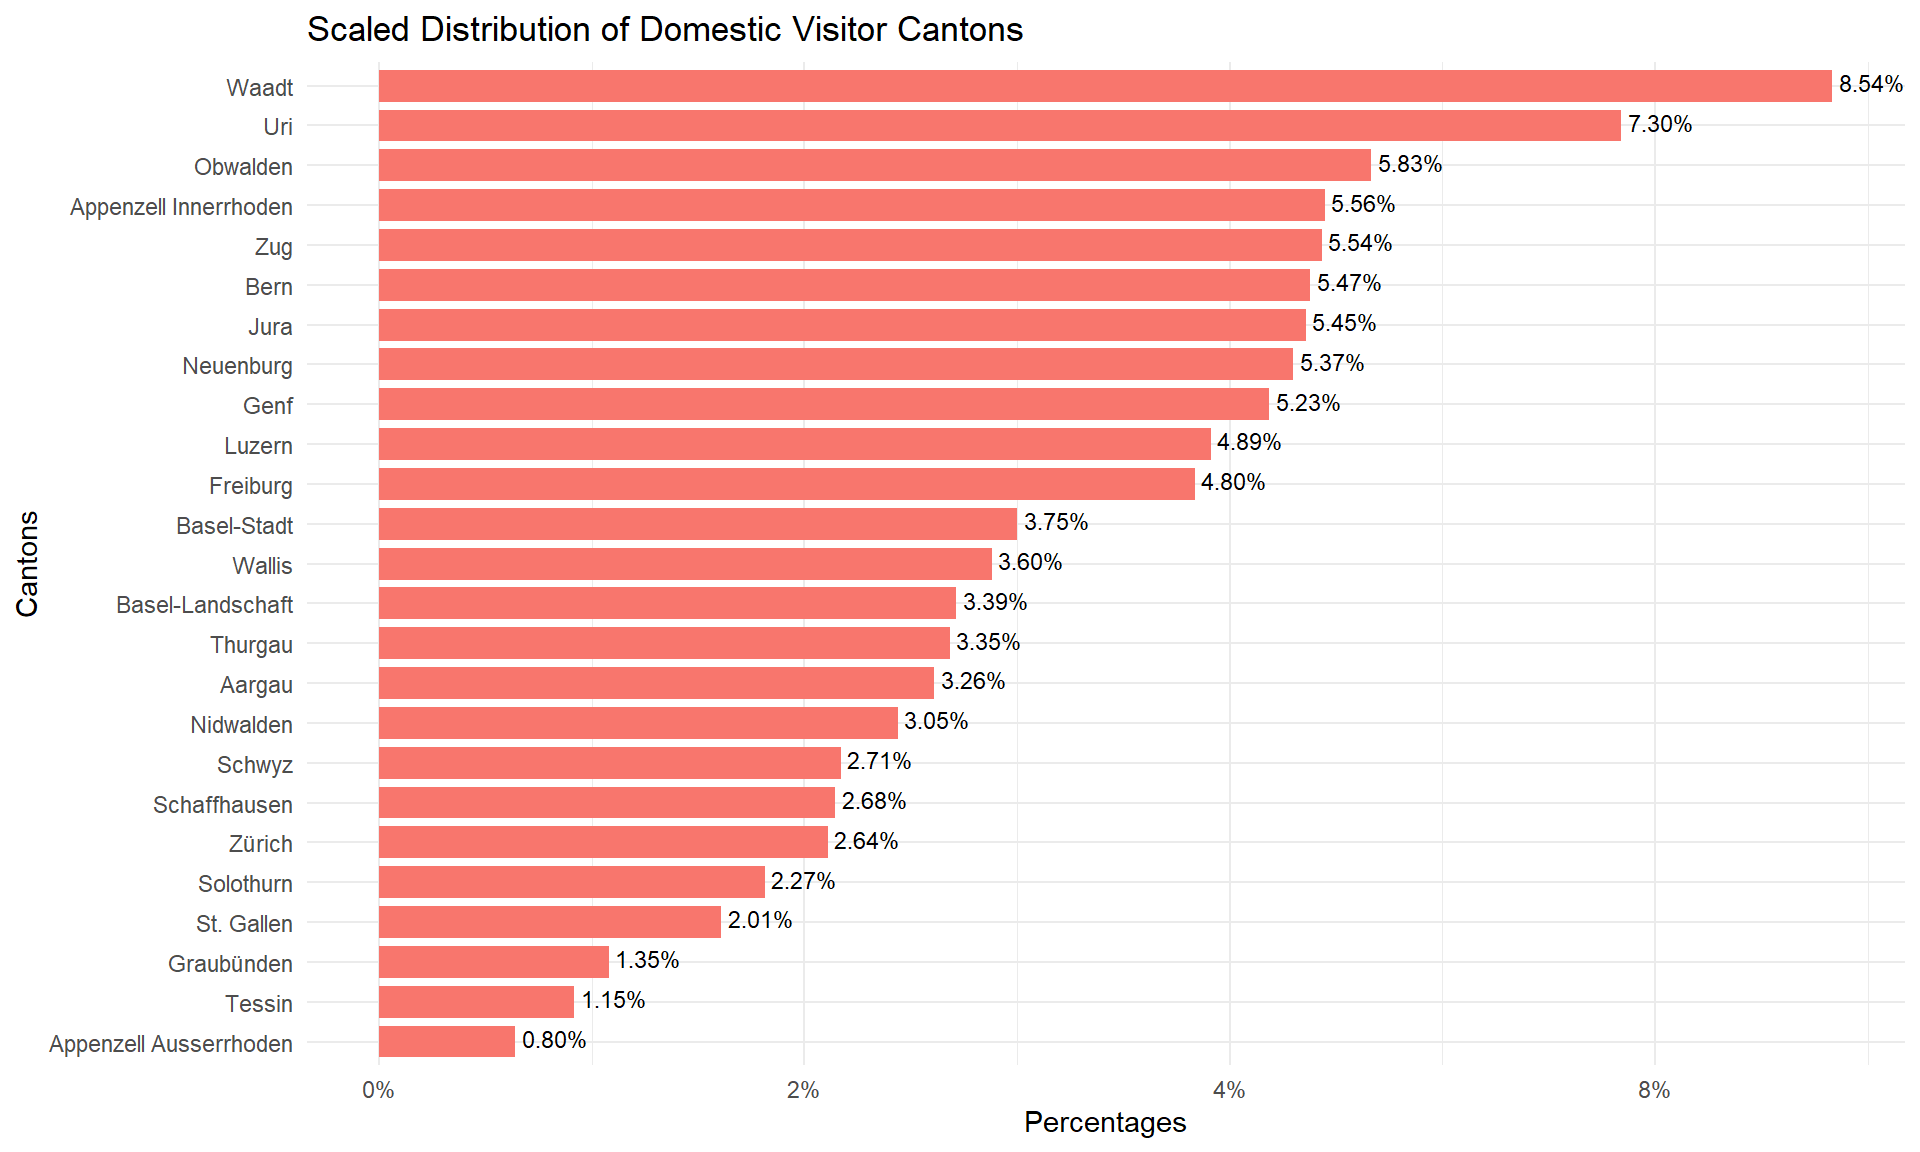 Scaled Distribution of Domestic Visitor Cantons
Waadt 8.54%
Uri 7.30%
Obwalden 5.83%
Appenzell Innerrhoden 5.56%
Zug 5.54%
Bern 5.47%
Jura 5.45%
Neuenburg 5.37%
Genf 5.23%
Luzern 4.89%
Freiburg 4.80%
Basel-Stadt 3.75%
Wallis 3.60%
Basel-Landschaft 3.39%
Thurgau 3.35%
Aargau 3.26%
Nidwalden 3.05%
Schwyz 2.71%
Schaffhausen 2.68%
Zürich 2.64%
Solothurn 2.27%
St. Gallen 2.01%
Graubünden 1.35%
Tessin 1.15%
Appenzell Ausserrhoden 0.80%
Cantons
0% 2% 4% 8%
Percentages